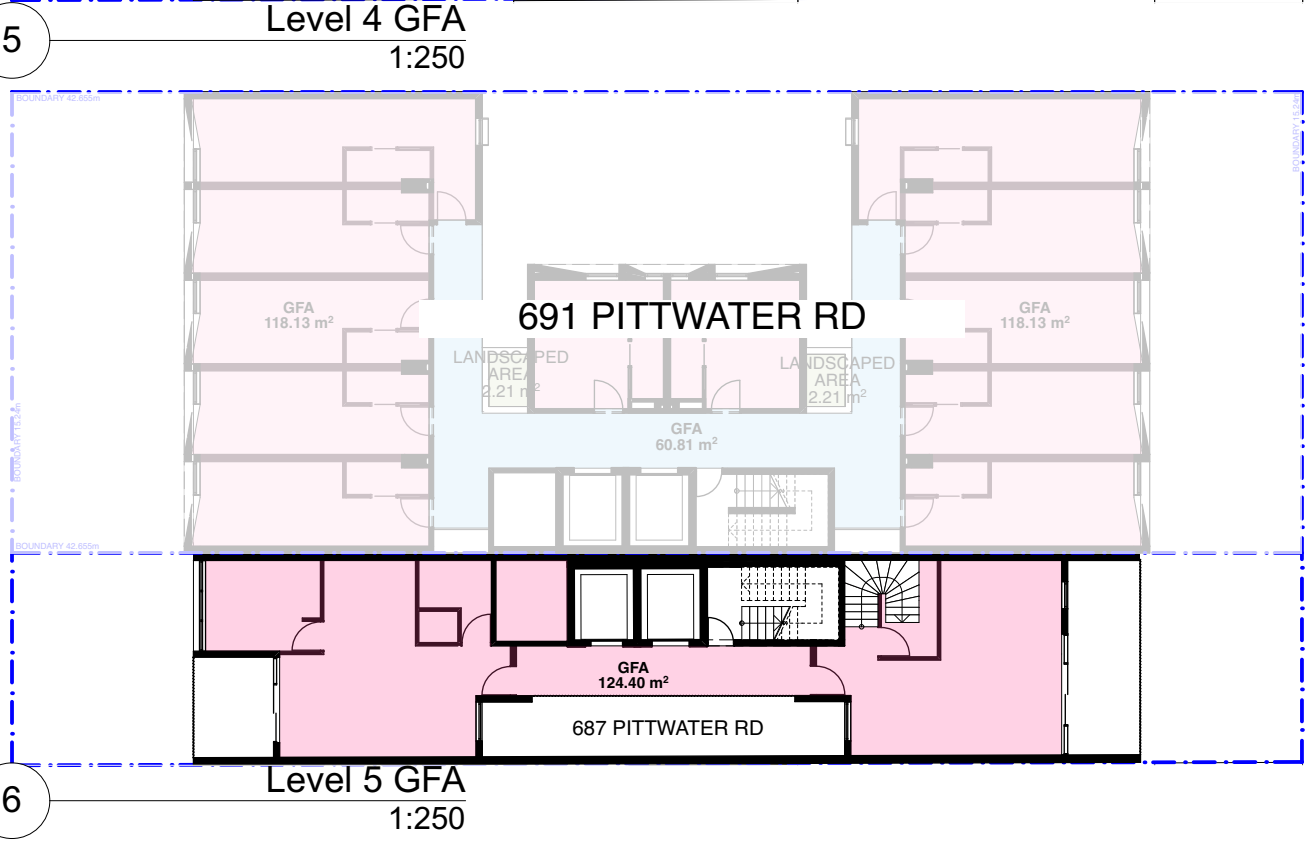 5
Level 4 GFA
1:250
BOUNDARY 42.655m
BOUNDARY 15.24m
GFA
118.13 m²
691 PITTWATER RD
GFA
118.13 m²
LANDSCAPED
AREA
2.21 m²
LANDSCAPED
AREA
2.21 m²
GFA
60.81 m²
BOUNDARY 15.24m
BOUNDARY 42.655m
GFA
124.40 m²
687 PITTWATER RD
6
Level 5 GFA
1:250